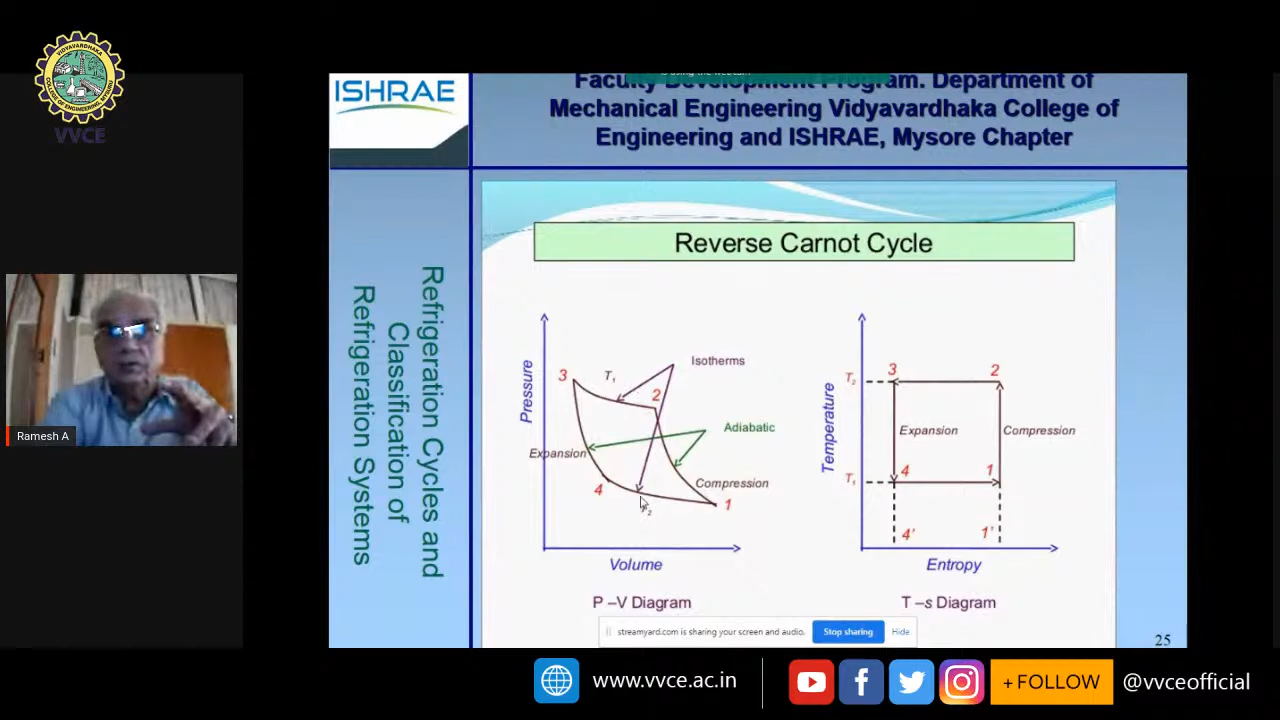 VVCE
ISHRAE
Faculty Development Program. Department of
Mechanical Engineering Vidyavardhaka College of
Engineering and ISHRAE, Mysore Chapter
Refrigeration Cycles and
Classification of
Refrigeration Systems
Reverse Carnot Cycle
Pressure
3
T₁
2
Isotherms
Adiabatic
Expansion
Compression
4
1
Volume
P –V Diagram
Temperature
T₂
3
2
Expansion
Compression
T₁
4
1
4'
1'
Entropy
T –s Diagram
Ramesh A
streamyard.com is sharing your screen and audio.
Stop sharing
Hide
25
www.vvce.ac.in
+ FOLLOW
@vvceofficial